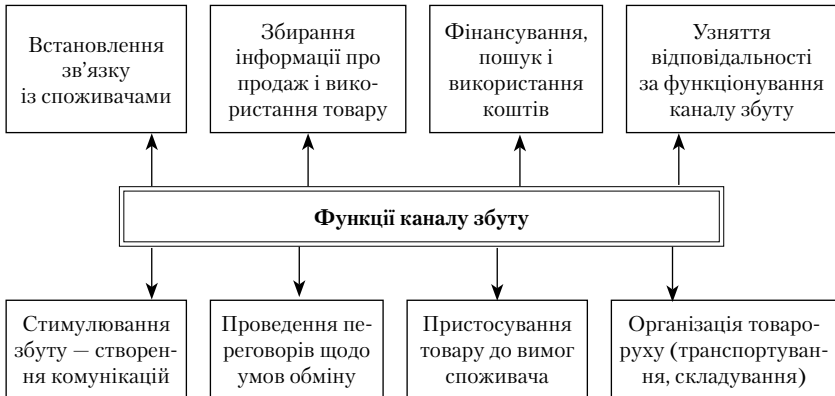 Встановлення
зв’язку
із споживачами
Збирання
інформації про
продаж і вико-
ристання товару
Фінансування,
пошук і
використання
коштів
Узняття
відповідальності
за функціонування
каналу збуту
Функції каналу збуту
Стимулювання
збуту — створен-
ня комунікацій
Проведення пе-
реговорів щодо
умов обміну
Пристосування
товару до вимог
споживача
Організація товаро-
руху (транспортуван-
ня, складування)